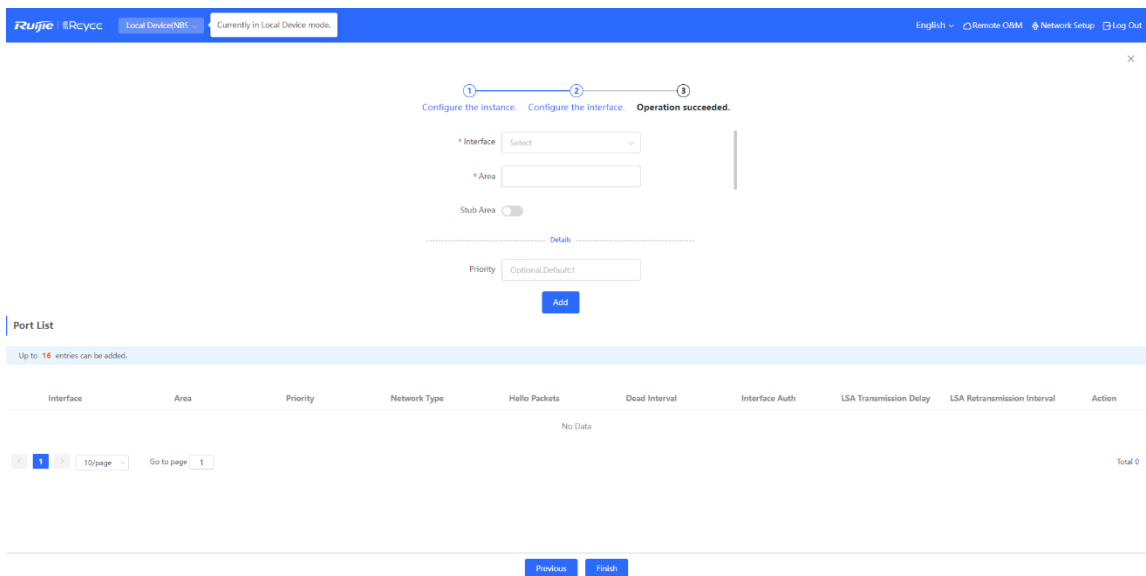 Ruijie Rcycc Local Device(NBS Currently in Local Device mode. English Remote O&M Network Setup Log Out
1 2 3
Configure the instance. Configure the interface. Operation succeeded.
* Interface Select
* Area
Stub Area
Details
Priority Optional.Default:1
Add
Port List
Up to 16 entries can be added.
Interface Area Priority Network Type Hello Packets Dead Interval Interface Auth LSA Transmission Delay LSA Retransmission Interval Action
No Data
< 1 > 10/page Go to page 1 Total 0
Previous Finish